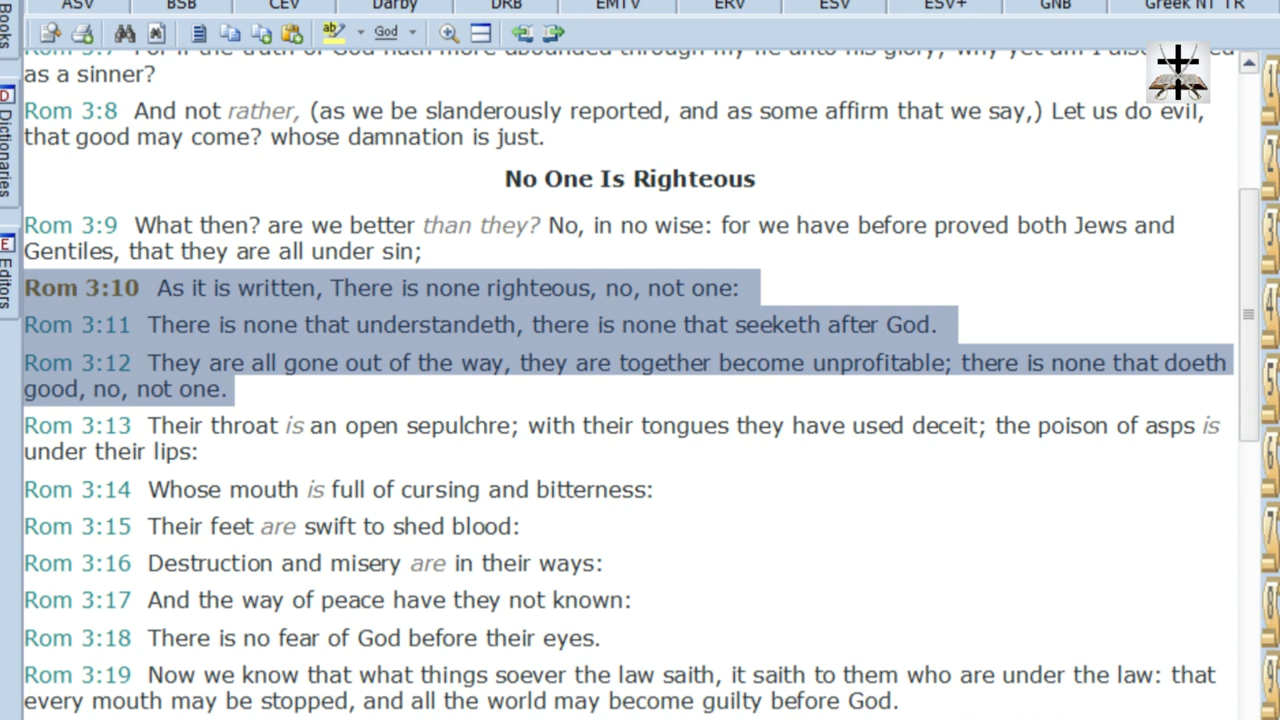 ASV BSB CEV Darby DRB EMTV ERV ESV ESV+ GNB Greek NT TR
Books
Dictionaries
Editors
God
as a sinner?
Rom 3:8 And not rather, (as we be slanderously reported, and as some affirm that we say,) Let us do evil,
that good may come? whose damnation is just.
No One Is Righteous
Rom 3:9 What then? are we better than they? No, in no wise: for we have before proved both Jews and
Gentiles, that they are all under sin;
Rom 3:10 As it is written, There is none righteous, no, not one:
Rom 3:11 There is none that understandeth, there is none that seeketh after God.
Rom 3:12 They are all gone out of the way, they are together become unprofitable; there is none that doeth
good, no, not one.
Rom 3:13 Their throat is an open sepulchre; with their tongues they have used deceit; the poison of asps is
under their lips:
Rom 3:14 Whose mouth is full of cursing and bitterness:
Rom 3:15 Their feet are swift to shed blood:
Rom 3:16 Destruction and misery are in their ways:
Rom 3:17 And the way of peace have they not known:
Rom 3:18 There is no fear of God before their eyes.
Rom 3:19 Now we know that what things soever the law saith, it saith to them who are under the law: that
every mouth may be stopped, and all the world may become guilty before God.
1
2
3
4
5
6
7
8
9